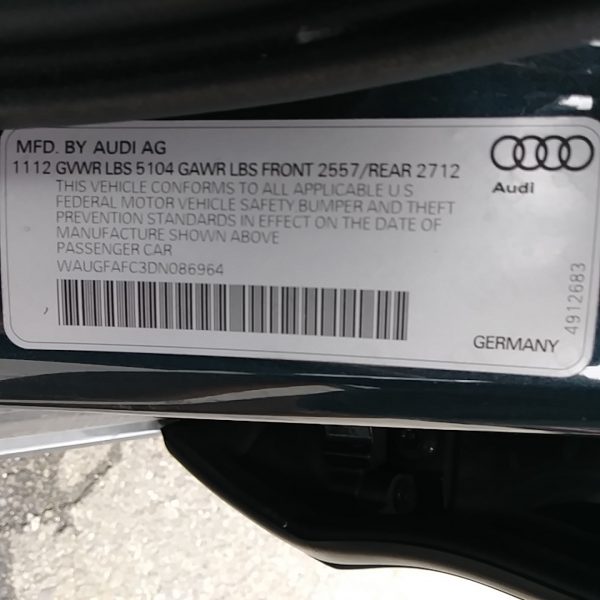 MFD. BY AUDI AG
1112 GVWR LBS 5104 GAWR LBS FRONT 2557/REAR 2712
THIS VEHICLE CONFORMS TO ALL APPLICABLE U.S
FEDERAL MOTOR VEHICLE SAFETY BUMPER AND THEFT
PREVENTION STANDARDS IN EFFECT ON THE DATE OF
MANUFACTURE SHOWN ABOVE
PASSENGER CAR
WAUGFAFC3DN086964
Audi
GERMANY
4912683